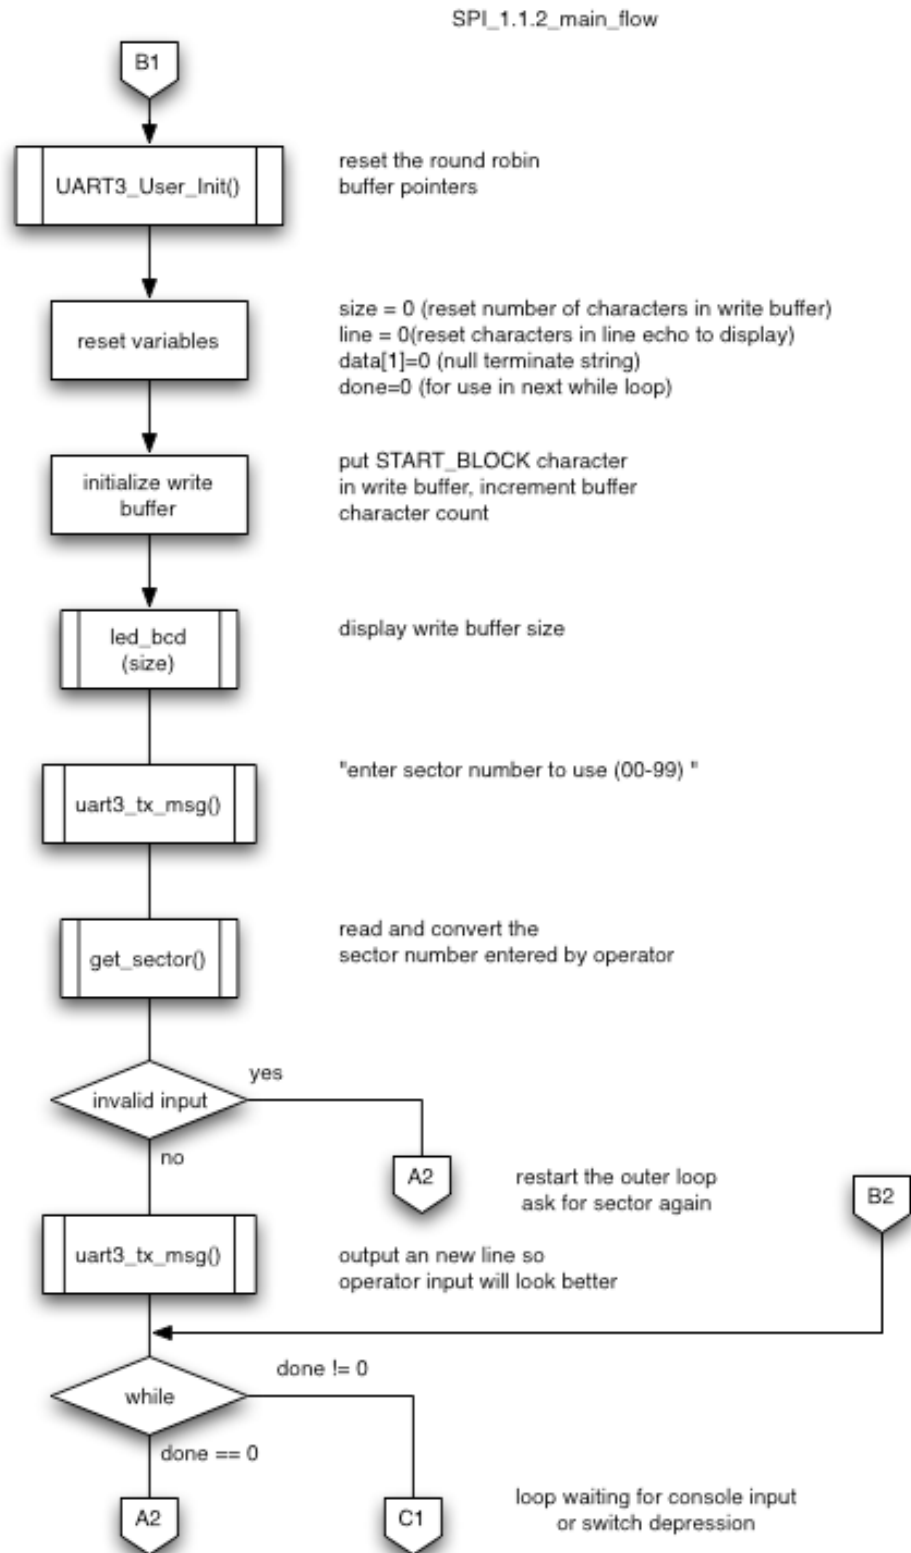 SPI_1.1.2_main_flow
B1
UART3_User_Init()
reset the round robin
buffer pointers
reset variables
size = 0 (reset number of characters in write buffer)
line = 0(reset characters in line echo to display)
data[1]=0 (null terminate string)
done=0 (for use in next while loop)
initialize write
buffer
put START_BLOCK character
in write buffer, increment buffer
character count
led_bcd
(size)
display write buffer size
uart3_tx_msg()
"enter sector number to use (00-99) "
get_sector()
read and convert the
sector number entered by operator
invalid input
yes
no
A2
restart the outer loop
ask for sector again
B2
uart3_tx_msg()
output an new line so
operator input will look better
while
done != 0
done == 0
A2
C1
loop waiting for console input
or switch depression